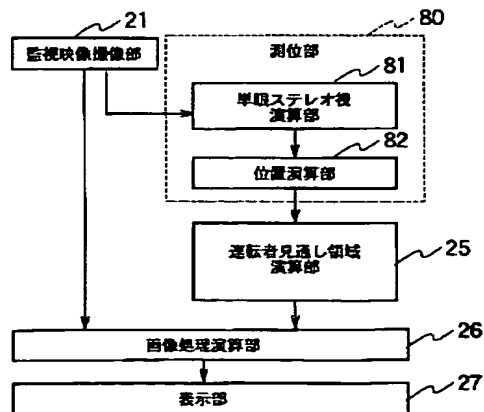 21
80
監視映像撮像部
測位部
81
単眼ステレオ視
演算部
82
位置演算部
運転者見通し領域
演算部
25
画像処理演算部
26
表示部
27